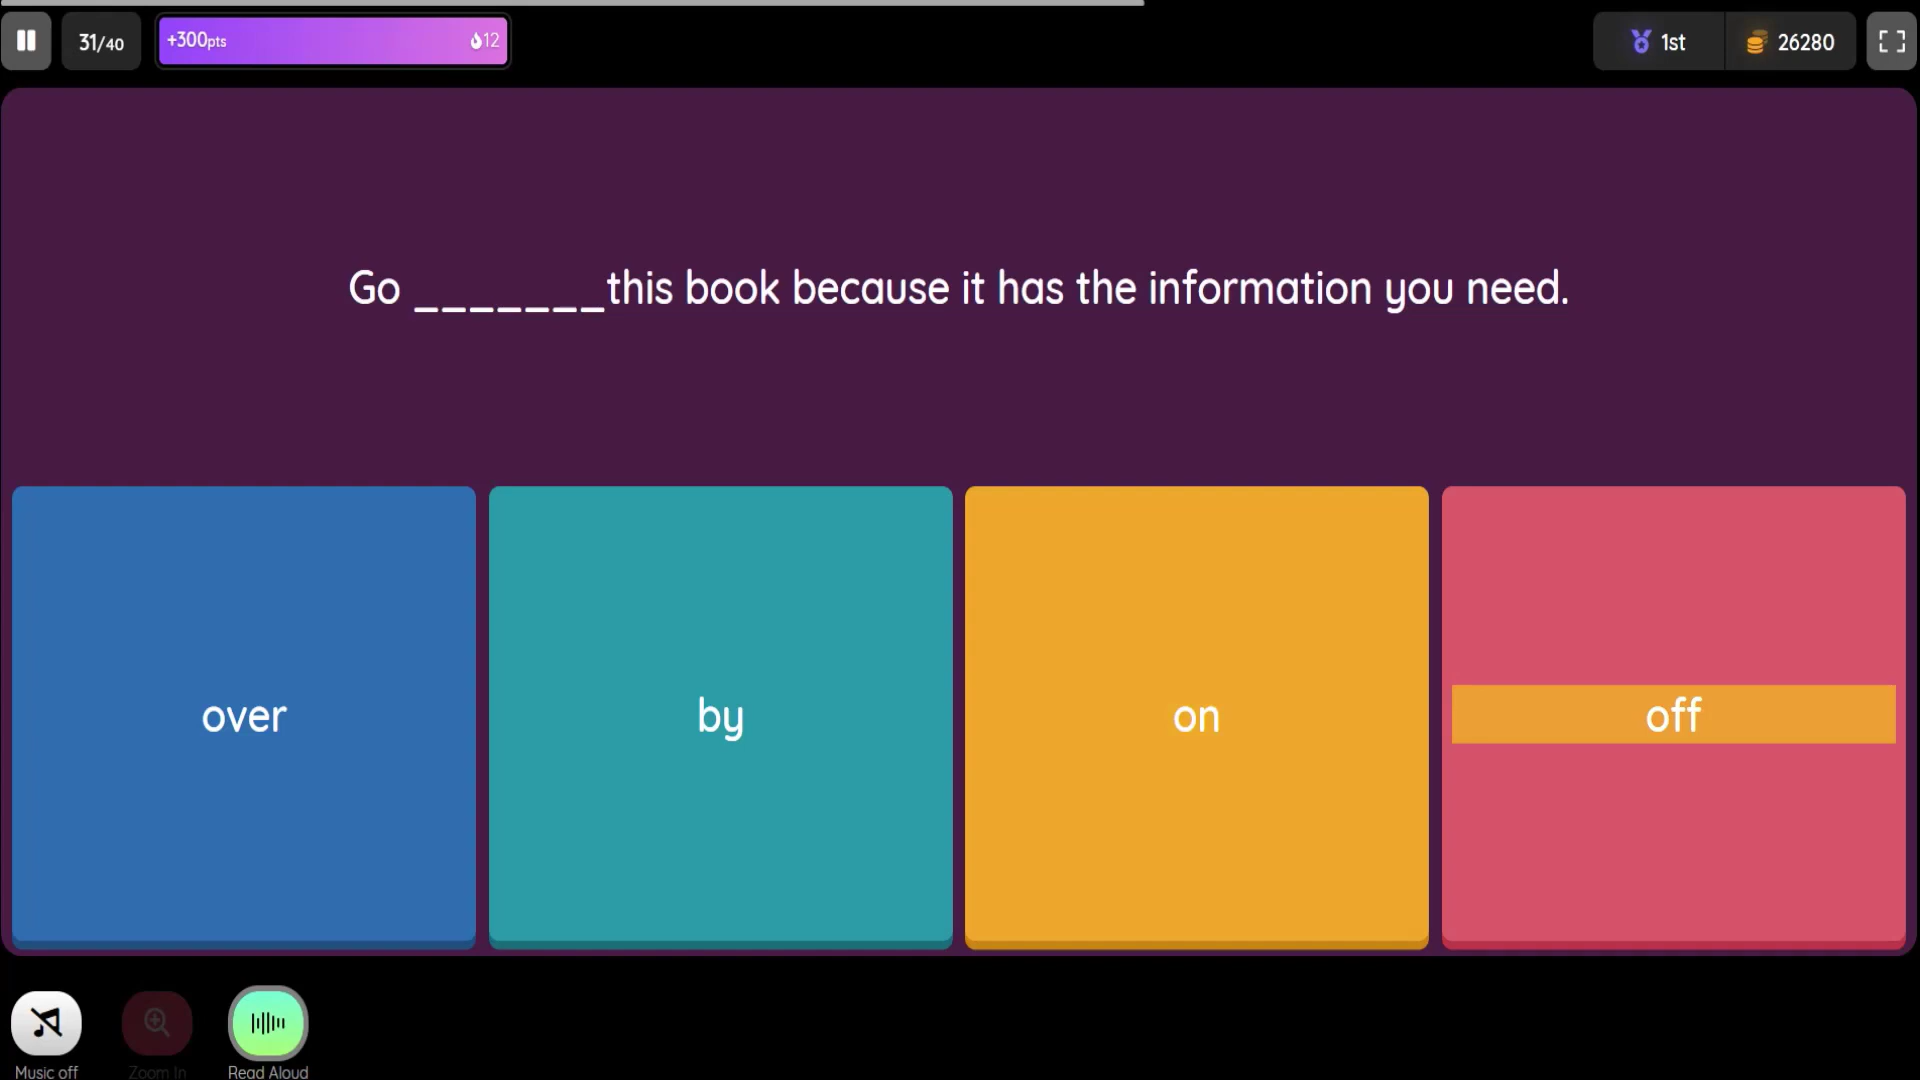 31/40
+300pts
12
1st
26280
Go _______this book because it has the information you need.
over
by
on
off
Music off
Zoom In
Read Aloud